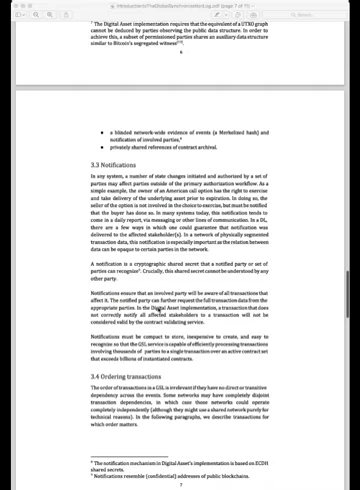 IntroductionstoTheGlobalSynchronizationLog.pdf (page 7 of 71)
Search
The Digital Asset implementation requires that the equivalent of a UTXO graph
cannot be deduced by parties observing the public data structure. In order to
achieve this, a subset of permissioned parties shares an auxiliary data structure
similar to Bitcoin's segregated witness
6
• a blinded network-wide evidence of events (a Merkelized hash) and
notification of involved parties,⁸
• privately shared references of contract archival.
3.3 Notifications
In any system, a number of state changes initiated and authorized by a set of
parties may affect parties outside of the primary authorization workflow. As a
simple example, the owner of an American call option has the right to exercise
and take delivery of the underlying asset prior to expiration. In doing so, the
seller of the option is not involved in the choice to exercise, but must be notified
that the buyer has done so. In many systems today, this notification tends to
come in a daily report, via messaging or other lines of communication. In a DL,
there are a few ways in which one could guarantee that notification was
delivered to the affected stakeholder(s). In a network of physically segmented
transaction data, this notification is especially important as the relation between
data can be opaque to certain parties in the network.
A notification is a cryptographic shared secret that a notified party or set of
parties can recognize⁹. Crucially, this shared secret cannot be understood by any
other party.
Notifications ensure that an involved party will be aware of all transactions that
affect it. The notified party can further request the full transaction data from the
appropriate parties. In the Digital Asset implementation, a transaction that does
not correctly notify all affected stakeholders to a transaction will not be
considered valid by the contract validating service.
Notifications must be compact to store, inexpensive to create, and easy to
recognize so that the GSL service is capable of efficiently processing transactions
involving thousands of parties to a single transaction over an active contract set
that exceeds billions of instantiated contracts.
3.4 Ordering transactions
The order of transactions in a GSL is irrelevant if they have no direct or transitive
dependency across the events. Some networks may have completely disjoint
transaction dependencies, in which case those networks could operate
completely independently (although they might use a shared network purely for
technical reasons). In the following paragraphs, we describe transactions for
which order matters.
⁸ The notification mechanism in Digital Asset's implementation is based on ECDH
shared secrets.
⁹ Notifications resemble (confidential) addresses of public blockchains.
7